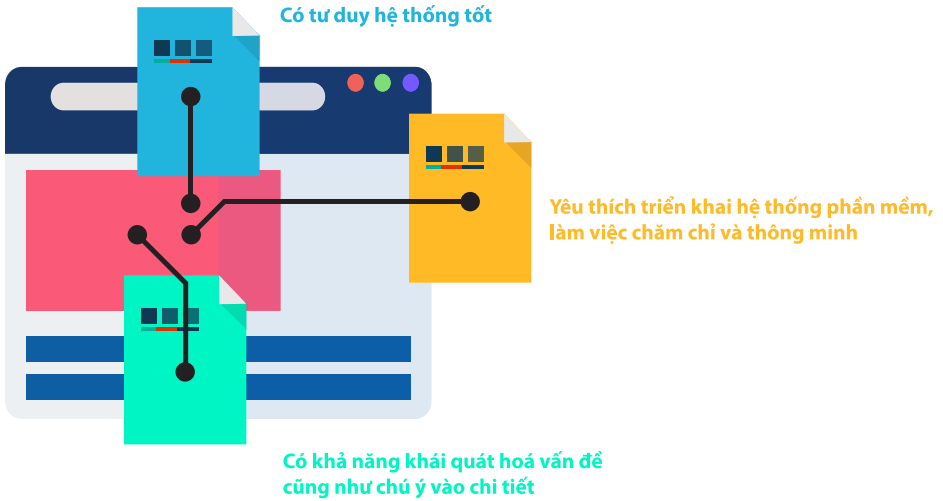 Có tư duy hệ thống tốt
Yêu thích triển khai hệ thống phần mềm,
làm việc chăm chỉ và thông minh
Có khả năng khái quát hoá vấn đề
cũng như chú ý vào chi tiết